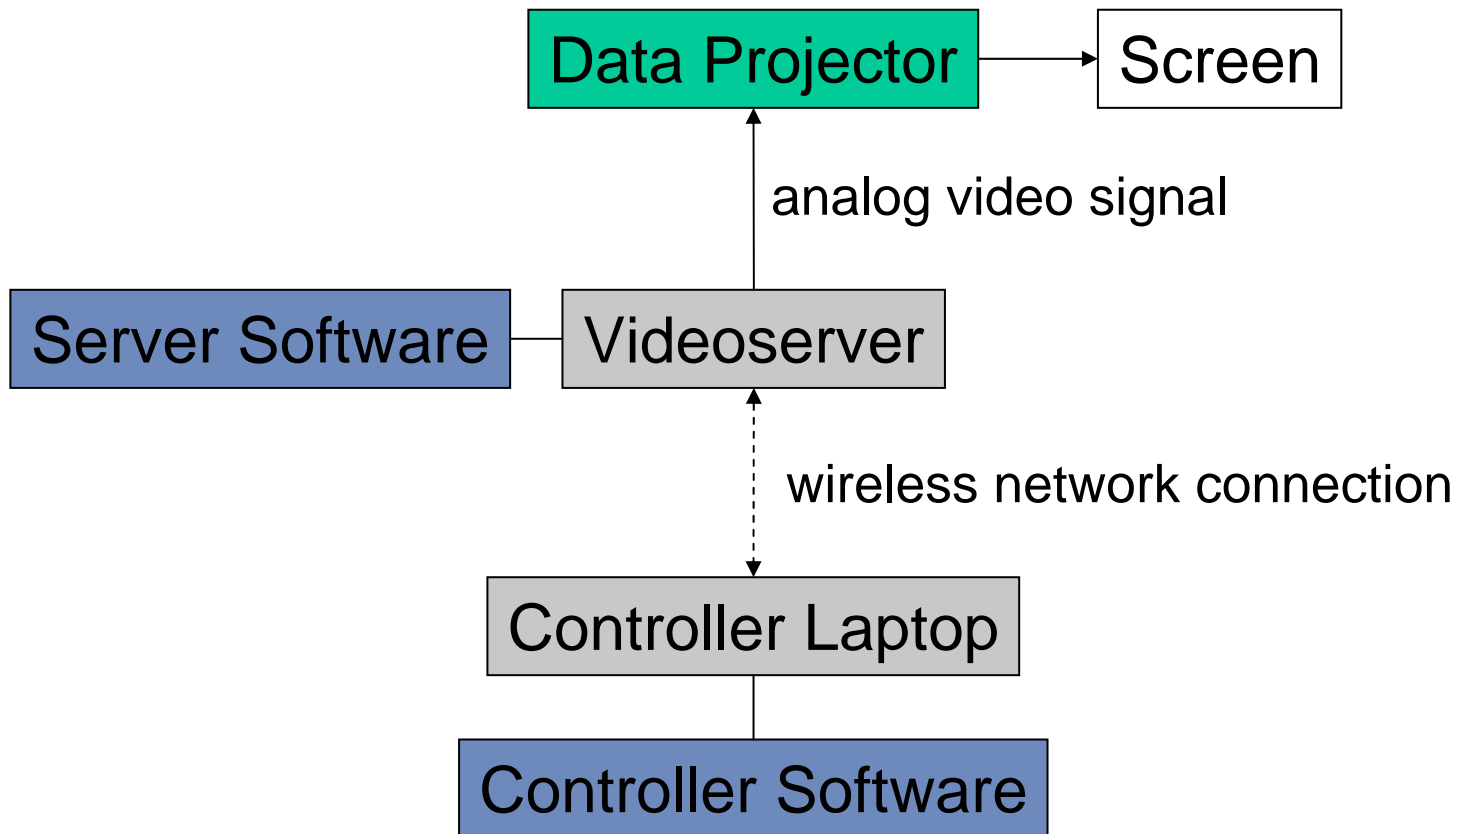 Data Projector
Screen
analog video signal
Server Software
Videoserver
wireless network connection
Controller Laptop
Controller Software